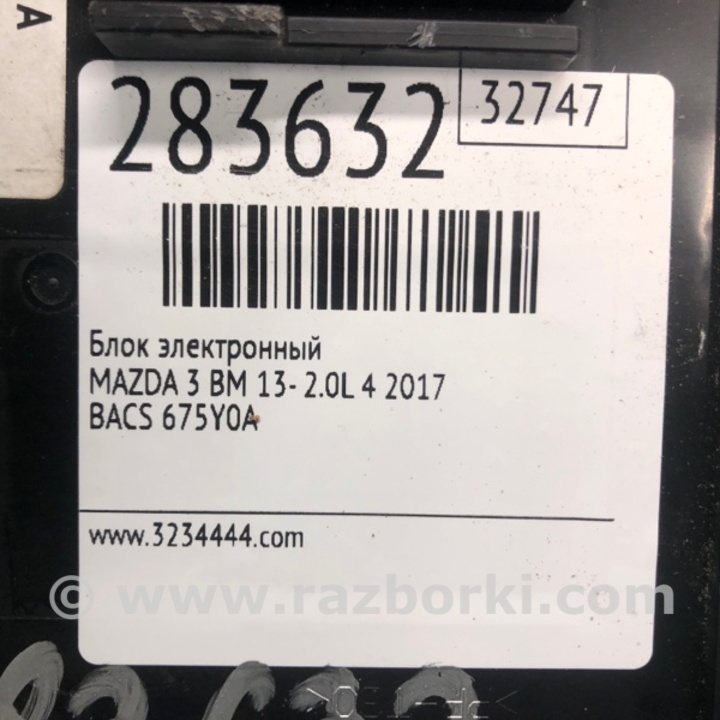 A
283632
32747
Блок электронный
MAZDA 3 BM 13- 2.0L 4 2017
BACS 675Y0A
www.3234444.com
© www.razborki.com